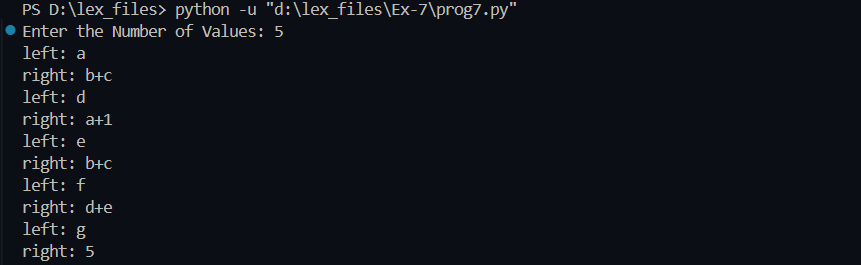 PS D:\lex_files> python -u "d:\lex_files\Ex-7\prog7.py"
Enter the Number of Values: 5
left: a
right: b+c
left: d
right: a+1
left: e
right: b+c
left: f
right: d+e
left: g
right: 5